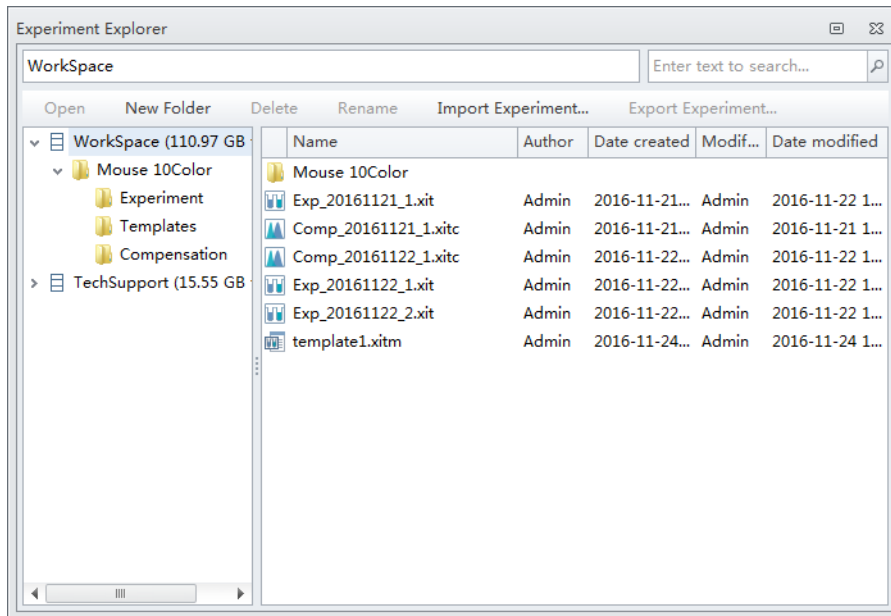 Experiment Explorer
WorkSpace
Enter text to search...
Open New Folder Delete Rename Import Experiment... Export Experiment...
WorkSpace (110.97 GB
Mouse 10Color
Experiment
Templates
Compensation
TechSupport (15.55 GB
Name Author Date created Modif... Date modified
Mouse 10Color
Exp_20161121_1.xit Admin 2016-11-21... Admin 2016-11-22 1...
Comp_20161121_1.xitc Admin 2016-11-21... Admin 2016-11-21 1...
Comp_20161122_1.xitc Admin 2016-11-22... Admin 2016-11-22 1...
Exp_20161122_1.xit Admin 2016-11-22... Admin 2016-11-22 1...
Exp_20161122_2.xit Admin 2016-11-22... Admin 2016-11-22 1...
template1.xitm Admin 2016-11-24... Admin 2016-11-24 1...